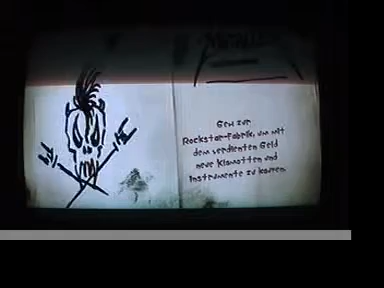 Geh zur
Rockstar-Fabrik, um mit
dem verdienten Geld
neue Klamotten und
Instrumente zu kaufen.